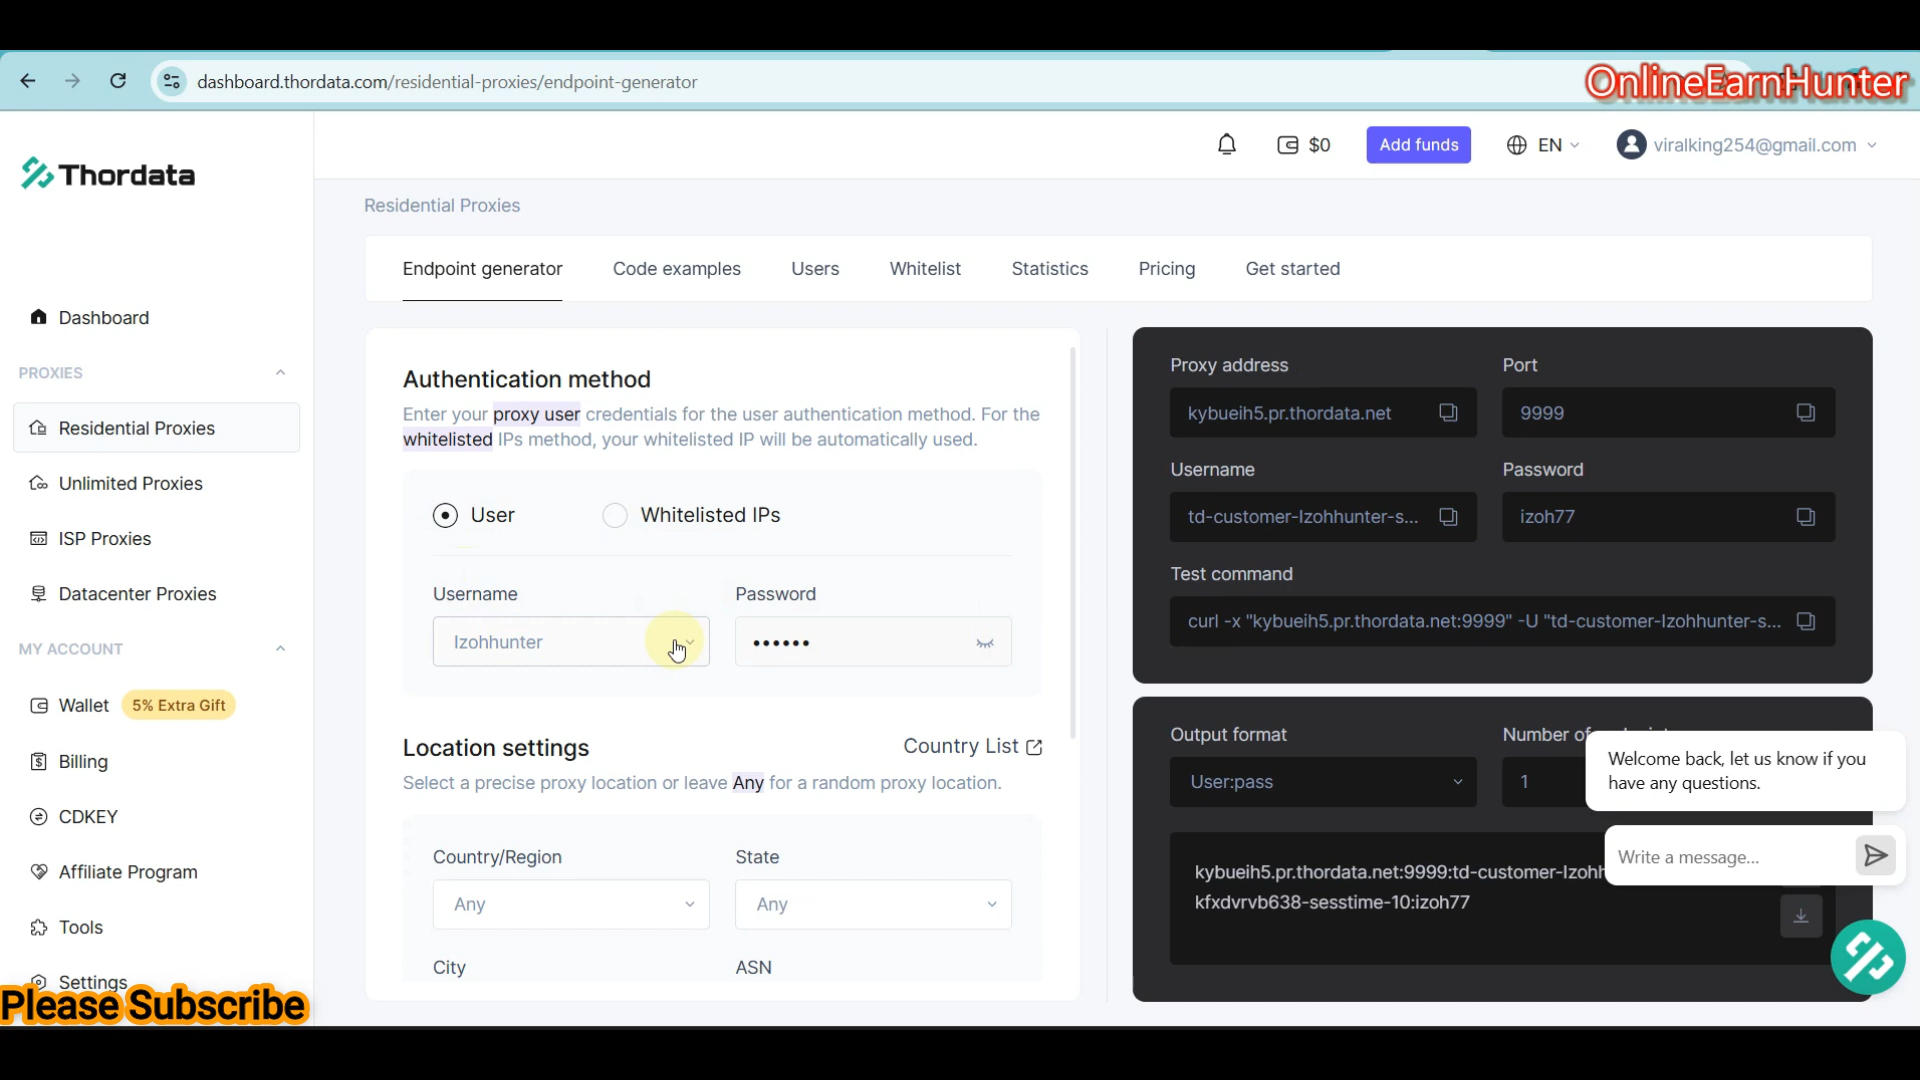 dashboard.thordata.com/residential-proxies/endpoint-generator
OnlineEarnHunter
Thordata
$0
Add funds
EN
viralking254@gmail.com
Residential Proxies
Endpoint generator
Code examples
Users
Whitelist
Statistics
Pricing
Get started
Dashboard
PROXIES
Residential Proxies
Unlimited Proxies
ISP Proxies
Datacenter Proxies
MY ACCOUNT
Wallet
5% Extra Gift
Billing
CDKEY
Affiliate Program
Tools
Settings
Please Subscribe
Authentication method
Enter your proxy user credentials for the user authentication method. For the
whitelisted IPs method, your whitelisted IP will be automatically used.
User
Whitelisted IPs
Username
Password
Izohhunter
••••••
Location settings
Country List
Select a precise proxy location or leave Any for a random proxy location.
Country/Region
State
Any
Any
City
ASN
Proxy address
Port
kybueih5.pr.thordata.net
9999
Username
Password
td-customer-Izohhunter-s...
izoh77
Test command
curl -x "kybueih5.pr.thordata.net:9999" -U "td-customer-Izohhunter-s...
Output format
Number of
User:pass
1
kybueih5.pr.thordata.net:9999:td-customer-Izohh
kfxdvrvb638-sesstime-10:izoh77
Welcome back, let us know if you
have any questions.
Write a message...